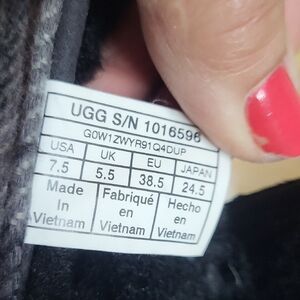 UGG S/N 1016596
G0W1ZWYR91Q4DUP
USA UK EU JAPAN
7.5 5.5 38.5 24.5
Made Fabriqué Hecho
In en en
Vietnam Vietnam Vietnam